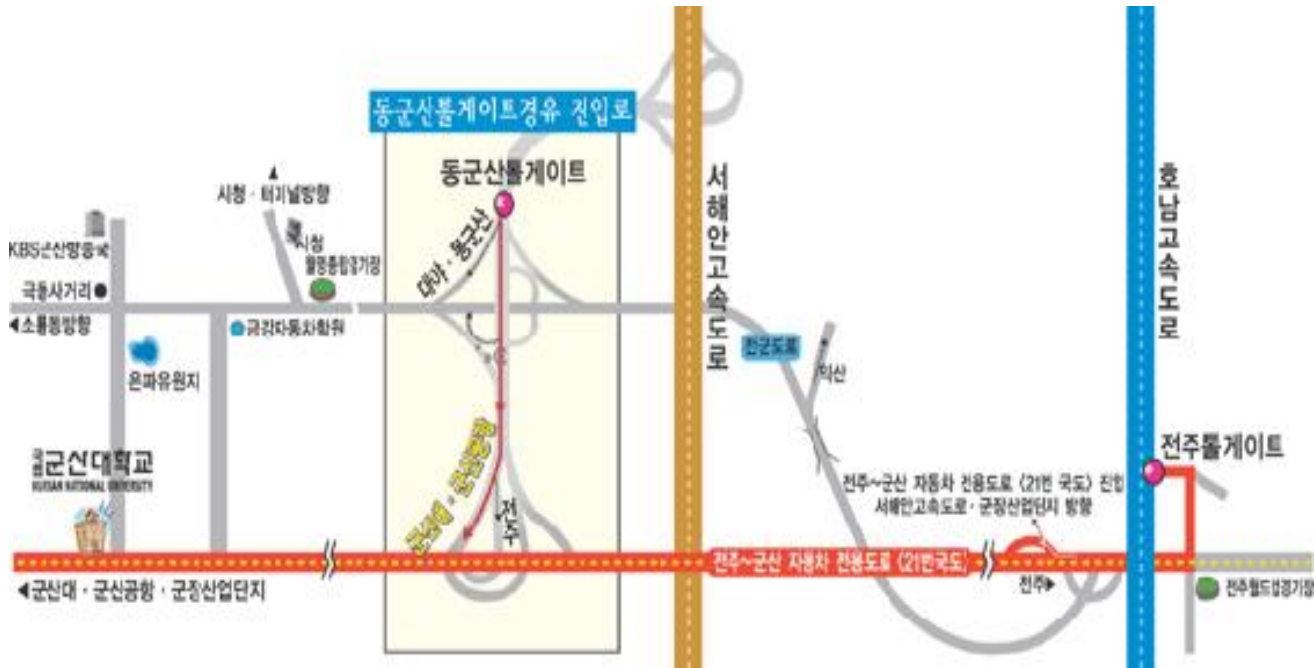 동군산톨게이트경유 진입로
동군산톨게이트
시청 · 터미널방향
시청
월명종합경기장
대야 · 동군산
KBS군산방송국
극동사거리
◀소룡동방향
금강자동차학원
은파유원지
군산대학교
KUNSAN NATIONAL UNIVERSITY
전주
◀군산대 · 군산공항 · 군장산업단지
서해안고속도로
전군도로
익산
호남고속도로
전주톨게이트
전주~군산 자동차 전용도로 (21번 국도) 진입
서해안고속도로 · 군장산업단지 방향
전주~군산 자동차 전용도로 (21번국도)
전주▶
전주월드컵경기장